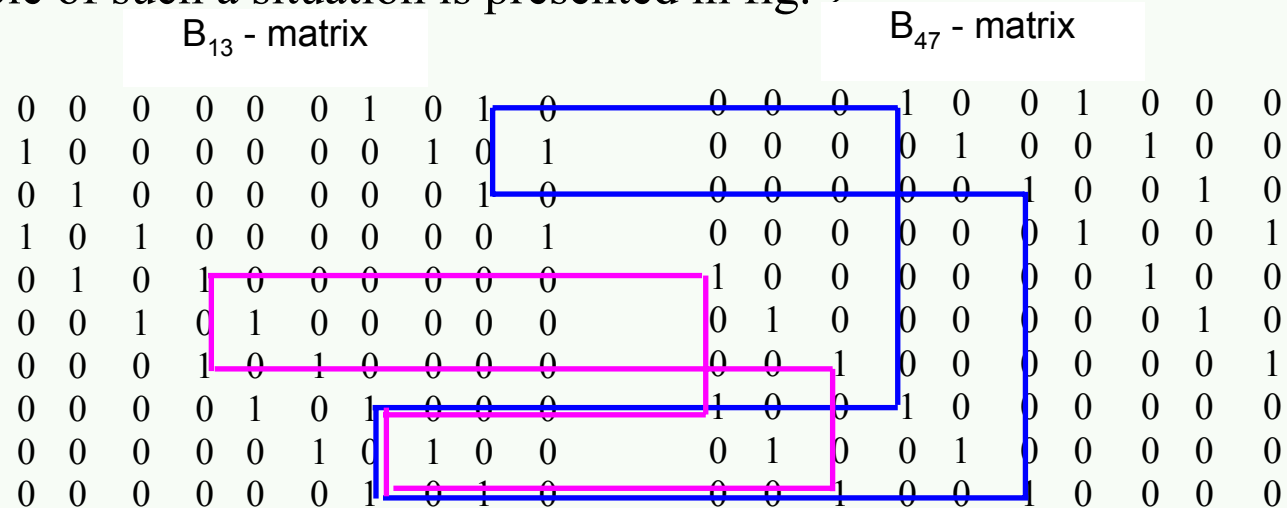 of such a situation is presented in fig.
B13 - matrix B47 - matrix
0 0 0 0 0 0 1 0 1 0 0 0 0 1 0 0 1 0 0 0
1 0 0 0 0 0 0 1 0 1 0 0 0 0 1 0 0 1 0 0
0 1 0 0 0 0 0 0 1 0 0 0 0 0 0 1 0 0 1 0
1 0 1 0 0 0 0 0 0 1 0 0 0 0 0 0 1 0 0 1
0 1 0 1 0 0 0 0 0 0 1 0 0 0 0 0 0 1 0 0
0 0 1 0 1 0 0 0 0 0 0 1 0 0 0 0 0 0 1 0
0 0 0 1 0 1 0 0 0 0 0 0 1 0 0 0 0 0 0 1
0 0 0 0 1 0 1 0 0 0 1 0 0 1 0 0 0 0 0 0
0 0 0 0 0 1 0 1 0 0 0 1 0 0 1 0 0 0 0 0
0 0 0 0 0 0 1 0 1 0 0 0 1 0 0 1 0 0 0 0